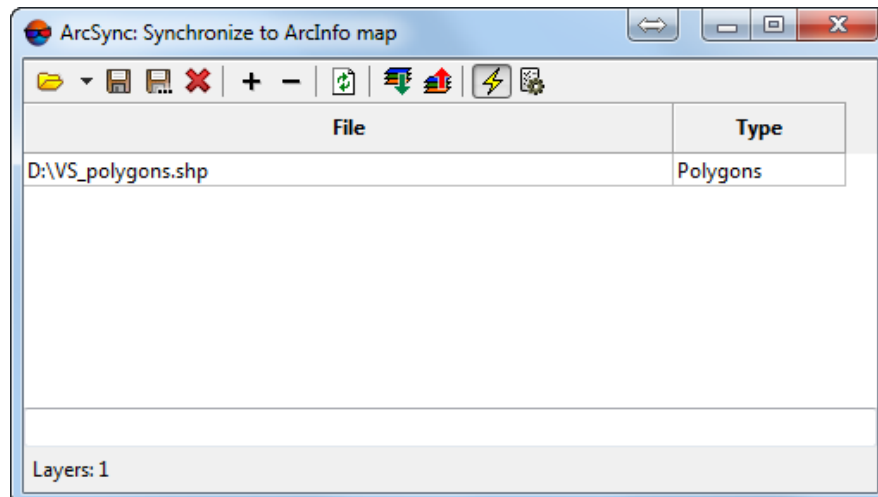 ArcSync: Synchronize to ArcInfo map
File Type
D:\VS_polygons.shp Polygons
Layers: 1